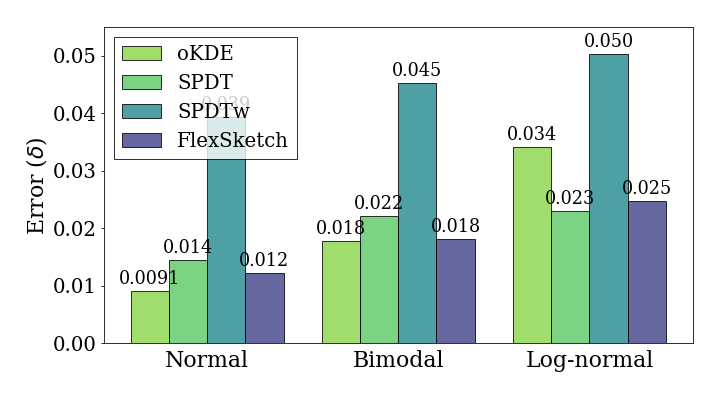 0.05
0.04
0.03
0.02
0.01
0.00
Error (δ)
oKDE
SPDT
SPDTw
FlexSketch
0.0091
0.014
0.039
0.012
0.018
0.022
0.045
0.018
0.034
0.023
0.050
0.025
Normal
Bimodal
Log-normal